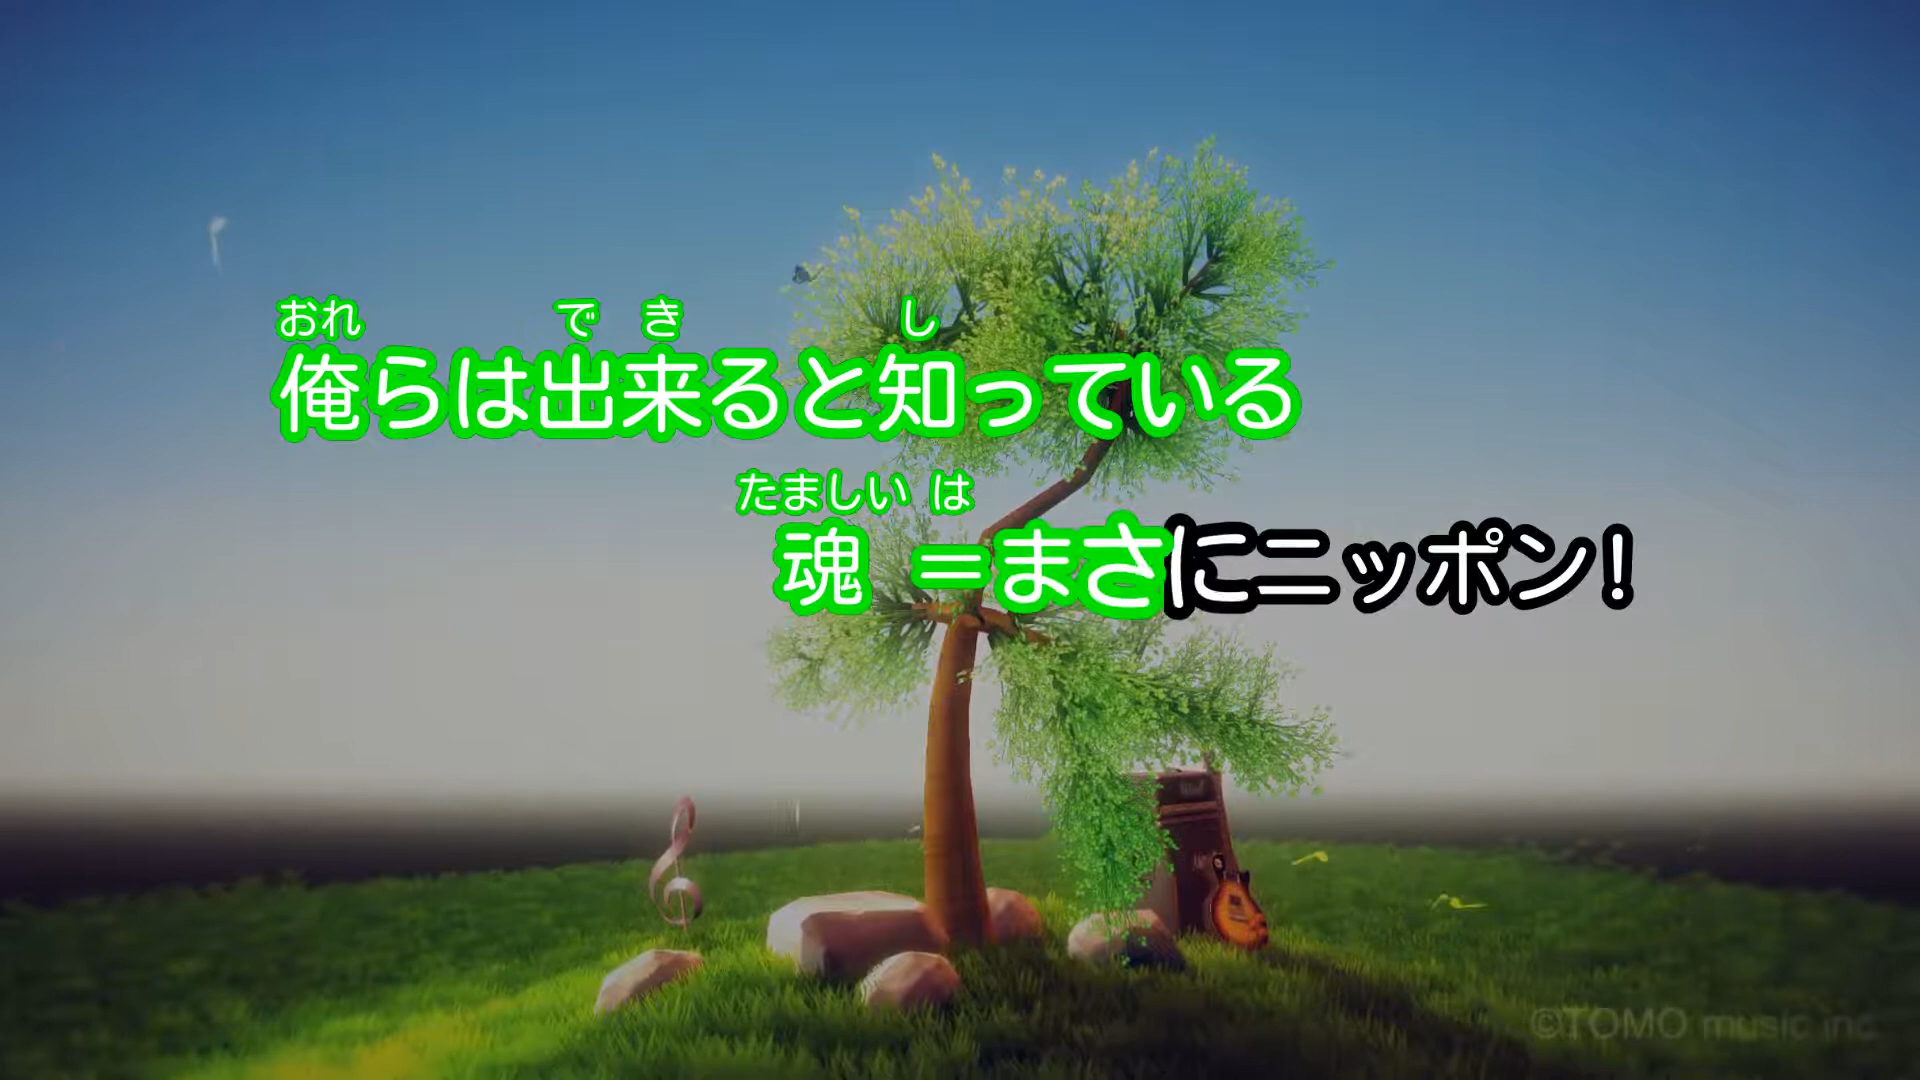 おれ でき し
俺らは出来ると知っている
たましい は
魂 =まさにニッポン!
©TOMO music inc